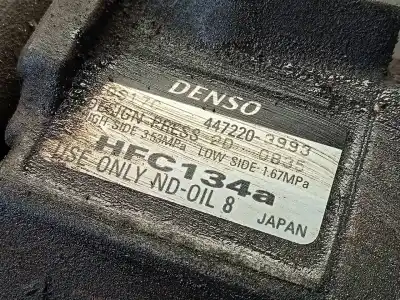 DENSO
447220-3993
DESIGN PRESS
HIGH SIDE 3.53MPa LOW SIDE 1.67MPa
HFC134a
USE ONLY ND-OIL 8
JAPAN